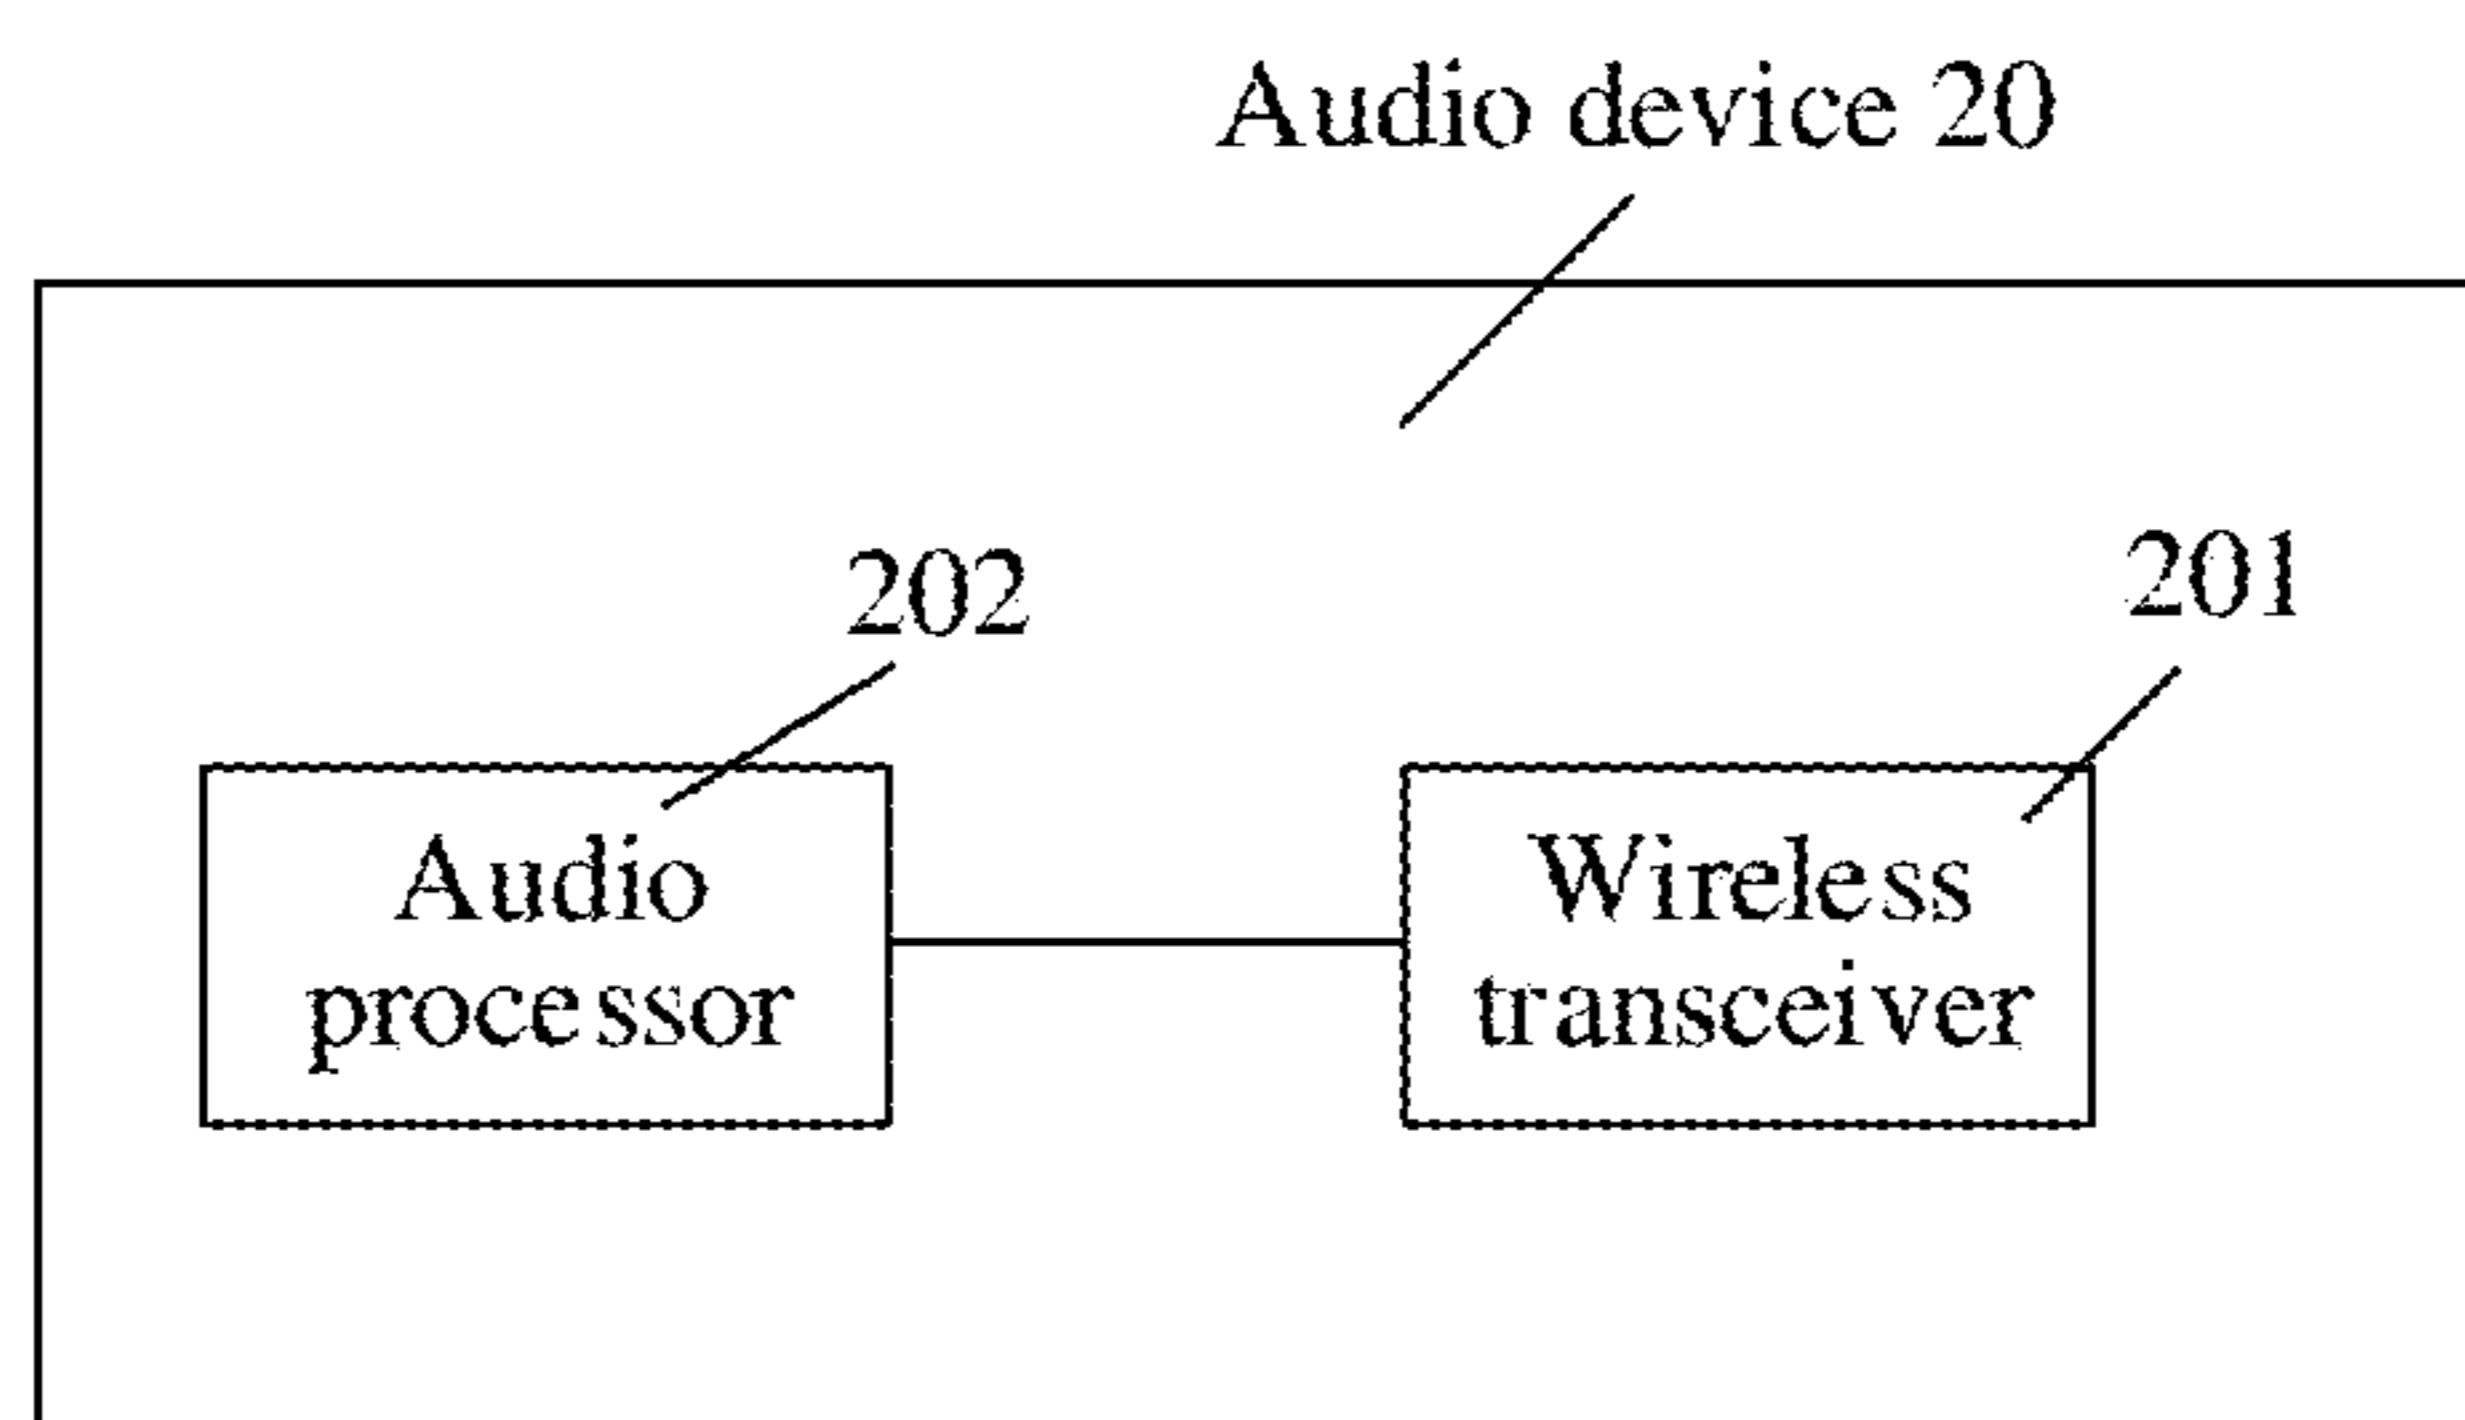 Audio device 20
202
201
Audio
processor
Wireless
transceiver